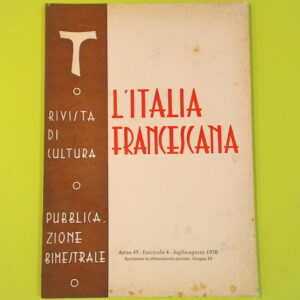 RIVISTA
DI
CULTURA
PUBBLICA-
ZIONE
BIMESTRALE
L'ITALIA
FRANCESCANA
Anno 45 - fascicolo 4 - luglio-agosto 1970
Spedizione in abbonamento postale - Gruppo IV